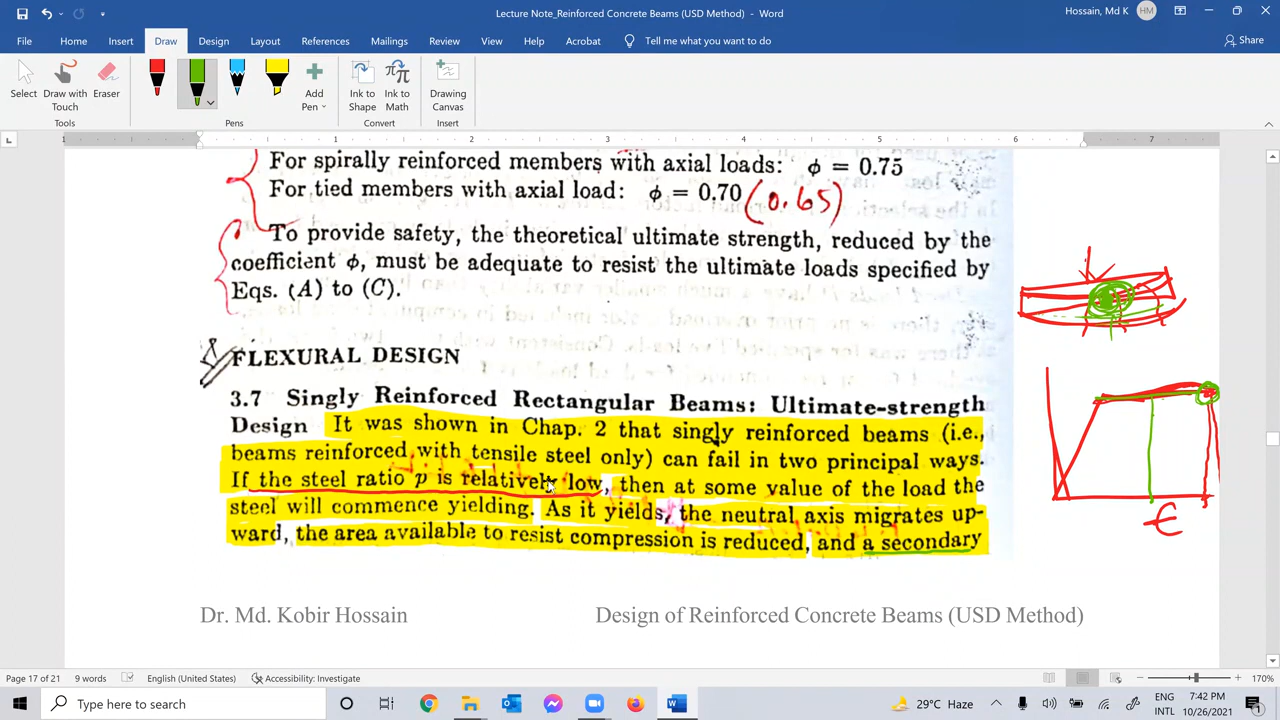 Lecture Note_Reinforced Concrete Beams (USD Method) - Word
Hossain, Md K
HM
File
Home
Insert
Draw
Design
Layout
References
Mailings
Review
View
Help
Acrobat
Tell me what you want to do
Share
Select
Draw with Touch
Eraser
Add Pen
Ink to Shape
Ink to Math
Drawing Canvas
Tools
Pens
Convert
Insert
1 1 2 3 4 5 6 7
For spirally reinforced members with axial loads: ϕ = 0.75
For tied members with axial load: ϕ = 0.70 (0.65)
To provide safety, the theoretical ultimate strength, reduced by the
coefficient ϕ, must be adequate to resist the ultimate loads specified by
Eqs. (A) to (C).
FLEXURAL DESIGN
3.7 Singly Reinforced Rectangular Beams: Ultimate-strength
Design It was shown in Chap. 2 that singly reinforced beams (i.e.,
beams reinforced with tensile steel only) can fail in two principal ways.
If the steel ratio p is relatively low, then at some value of the load the
steel will commence yielding. As it yields, the neutral axis migrates up-
ward, the area available to resist compression is reduced, and a secondary
ϵ
Dr. Md. Kobir Hossain
Design of Reinforced Concrete Beams (USD Method)
Page 17 of 21
9 words
English (United States)
Accessibility: Investigate
170%
Type here to search
29°C Haze
ENG
INTL
7:42 PM
10/26/2021
1